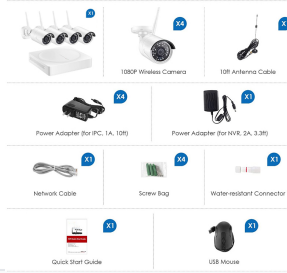 X1
X4
X
1080P Wireless Camera
10ft Antenna Cable
X4
X1
Power Adapter (for IPC, 1A, 10ft)
Power Adapter (for NVR, 2A, 3.3ft)
X1
X4
X1
Network Cable
Screw Bag
Water-resistant Connector
X1
X1
Quick Start Guide
USB Mouse